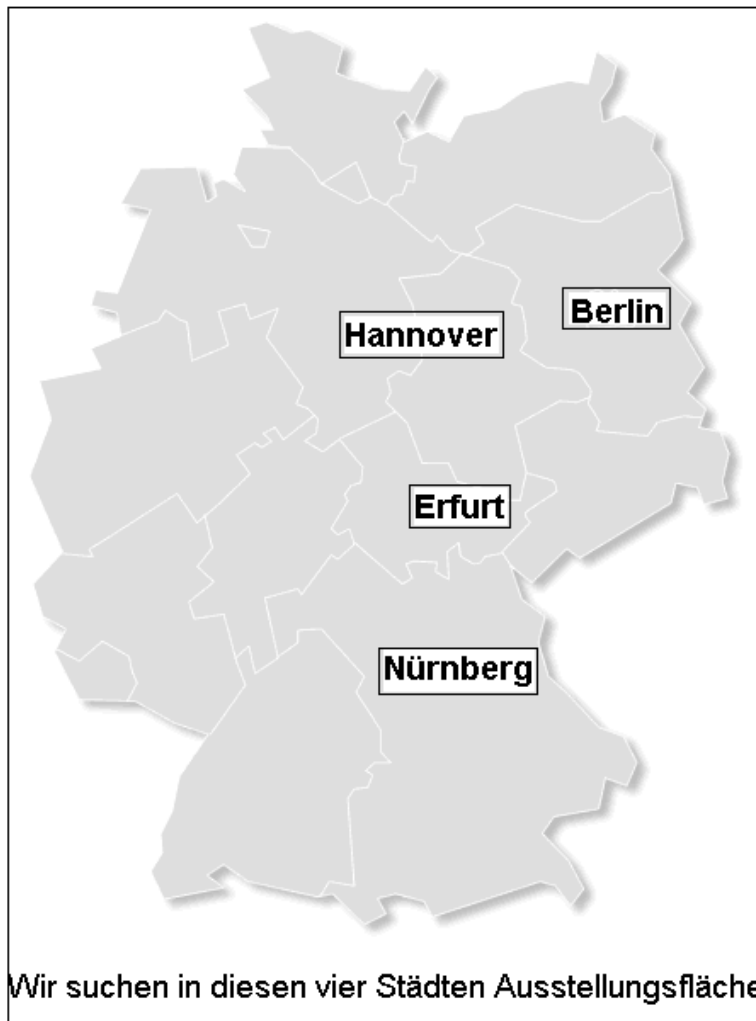 Berlin
Hannover
Erfurt
Nürnberg
Wir suchen in diesen vier Städten Ausstellungsfläche